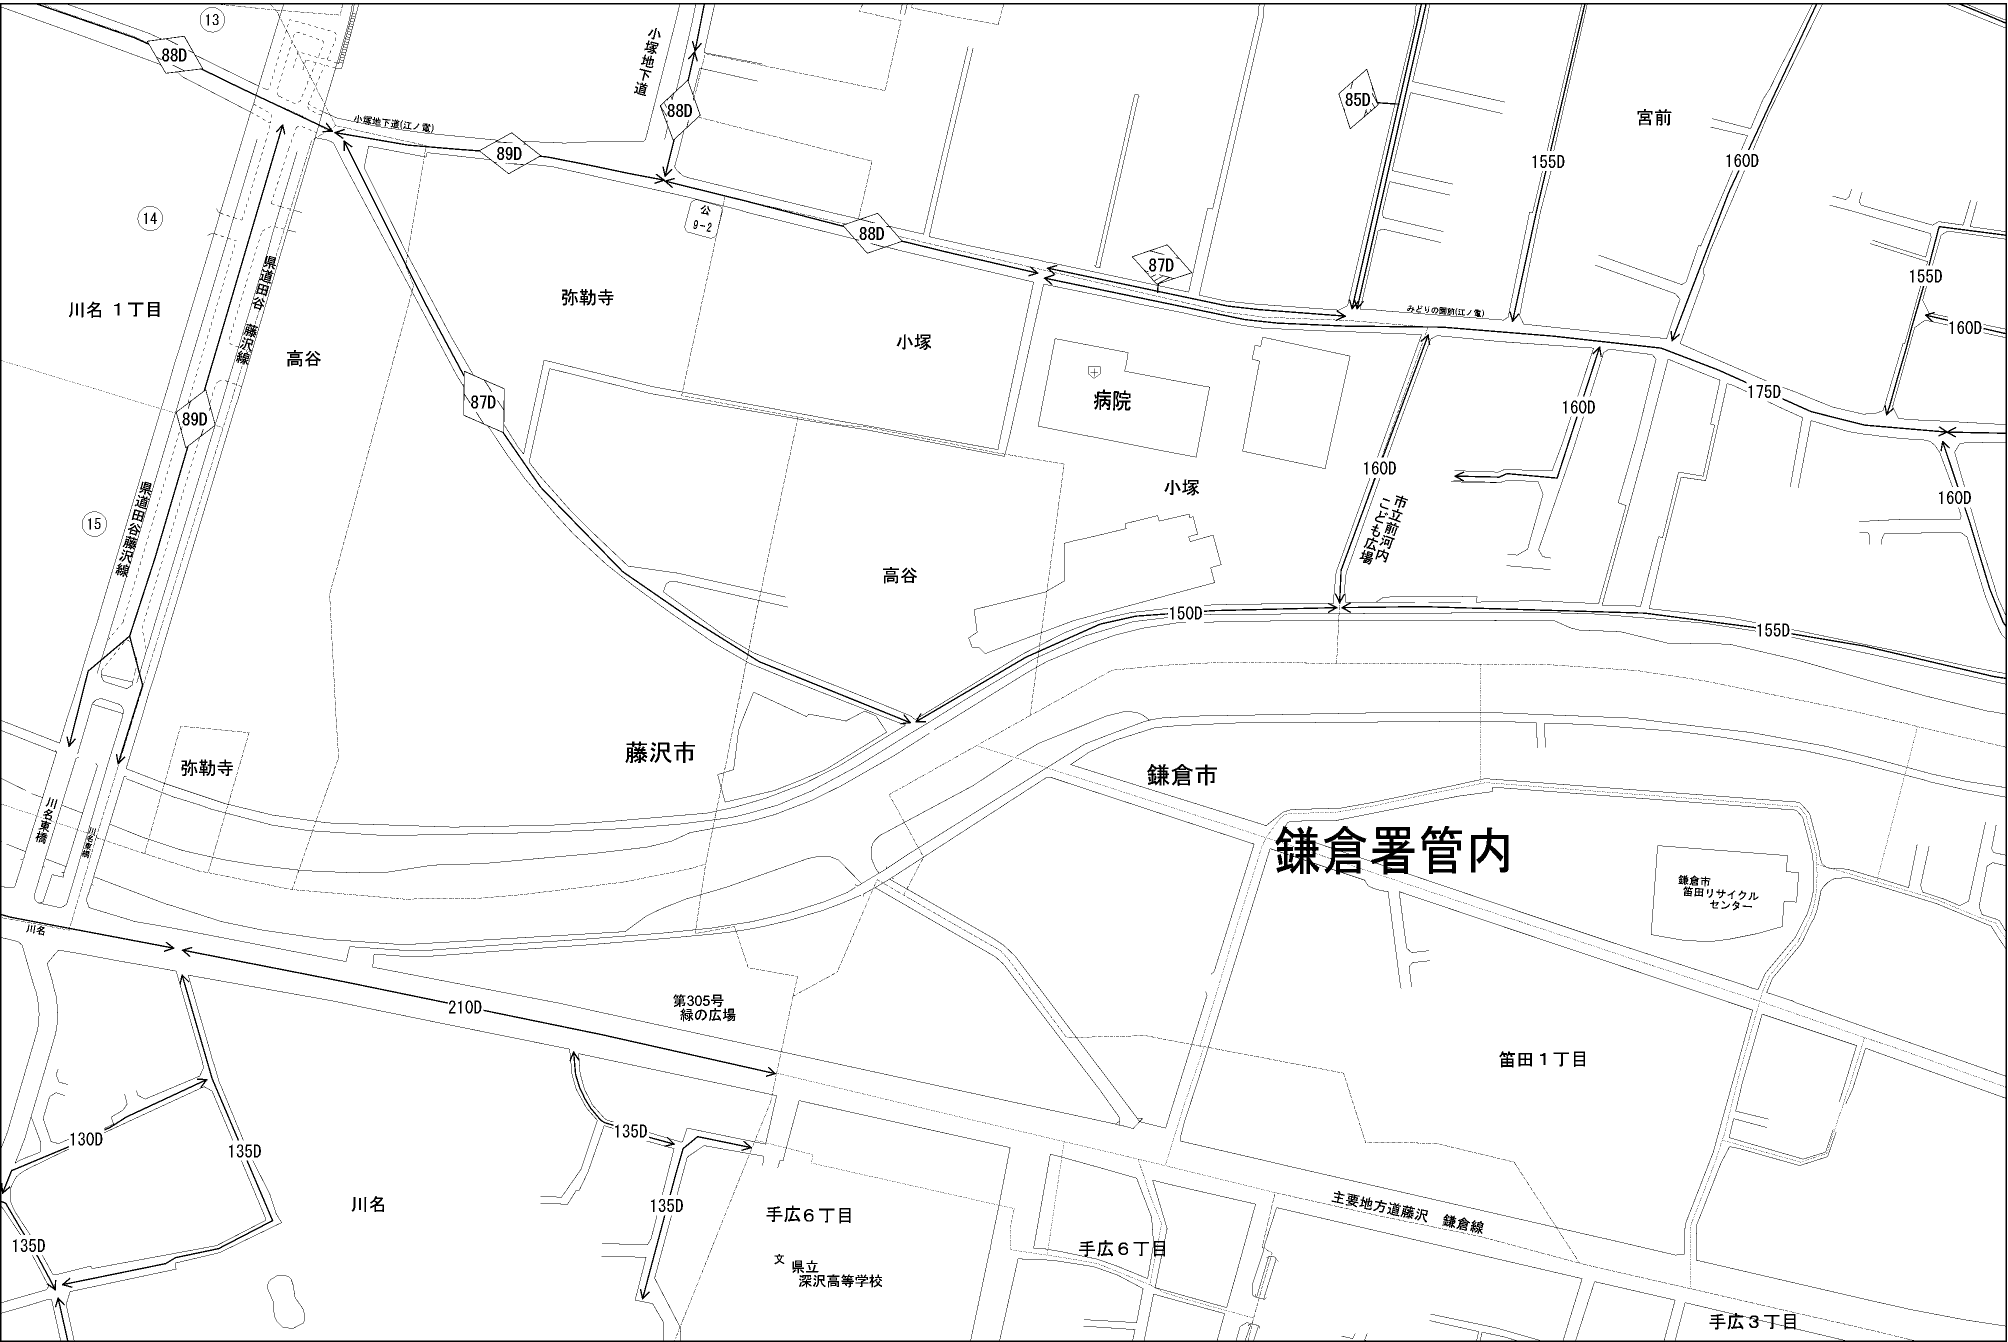 13
88D
小塚地下道
88D
85D
宮前
小塚地下道(江ノ電)
89D
155D
160D
14
公
9-2
88D
87D
県道田谷 藤沢線
155D
川名 1丁目
弥勒寺
みどりの園前(江ノ電)
160D
高谷
小塚
175D
87D
病院
160D
89D
160D
小塚
160D
15
県道田谷藤沢線
市立前河内
こども広場
高谷
150D
155D
藤沢市
弥勒寺
鎌倉市
川名東橋
川名東橋
鎌倉署管内
鎌倉市
笛田リサイクル
センター
川名
210D
第305号
緑の広場
笛田1丁目
130D
135D
135D
135D
川名
手広6丁目
主要地方道藤沢 鎌倉線
135D
手広6丁目
文
県立
深沢高等学校
手広3丁目